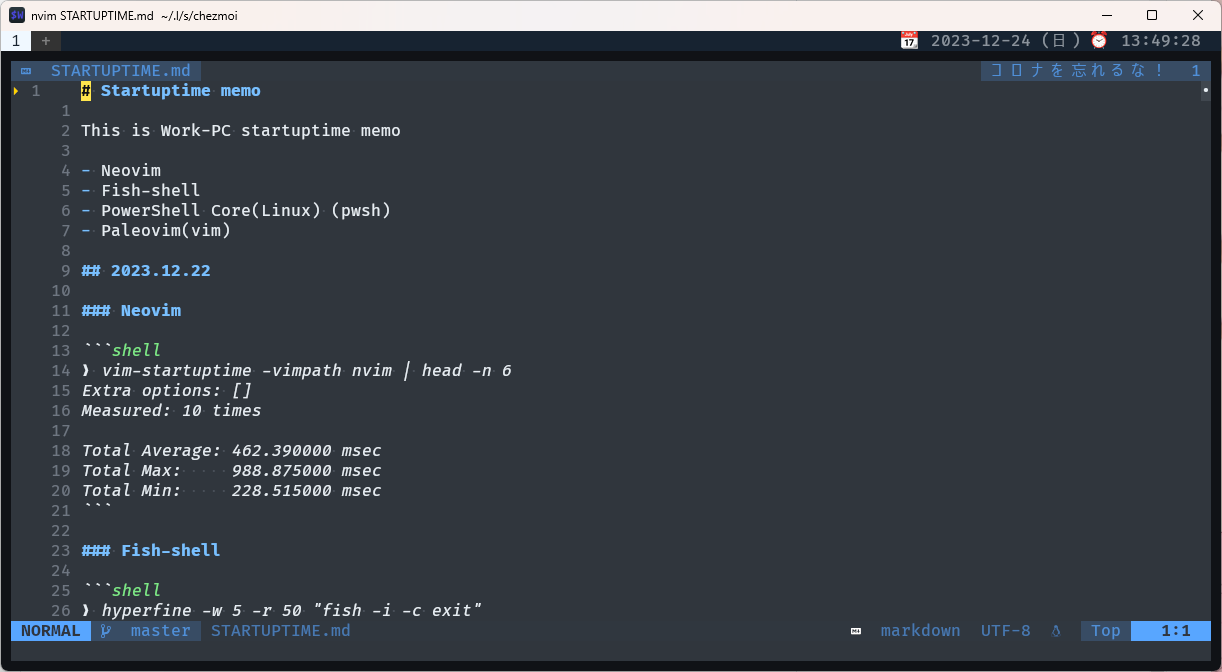 nvim STARTUPTIME.md ~/.l/s/chezmoi
1 + 2023-12-24 (日) 13:49:28
STARTUPTIME.md コロナを忘れるな! 1
1 # Startuptime memo
1
2 This is Work-PC startuptime memo
3
4 - Neovim
5 - Fish-shell
6 - PowerShell Core(Linux) (pwsh)
7 - Paleovim(vim)
8
9 ## 2023.12.22
10
11 ### Neovim
12
13 ```shell
14 ❱ vim-startuptime -vimpath nvim | head -n 6
15 Extra options: []
16 Measured: 10 times
17
18 Total Average: 462.390000 msec
19 Total Max:     988.875000 msec
20 Total Min:     228.515000 msec
21 ```
22
23 ### Fish-shell
24
25 ```shell
26 ❱ hyperfine -w 5 -r 50 "fish -i -c exit"
NORMAL master STARTUPTIME.md markdown UTF-8 Top 1:1